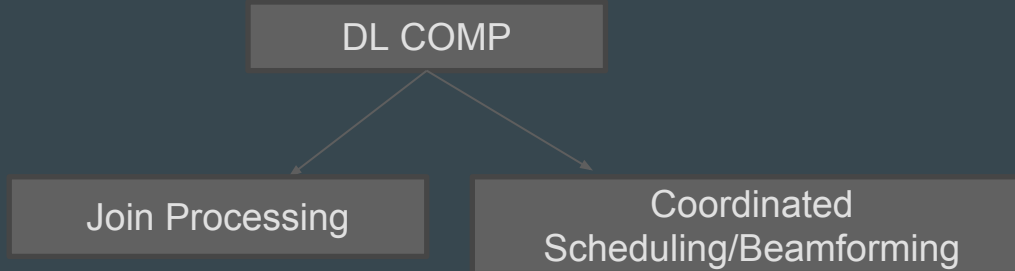 DL COMP
Join Processing
Coordinated
Scheduling/Beamforming